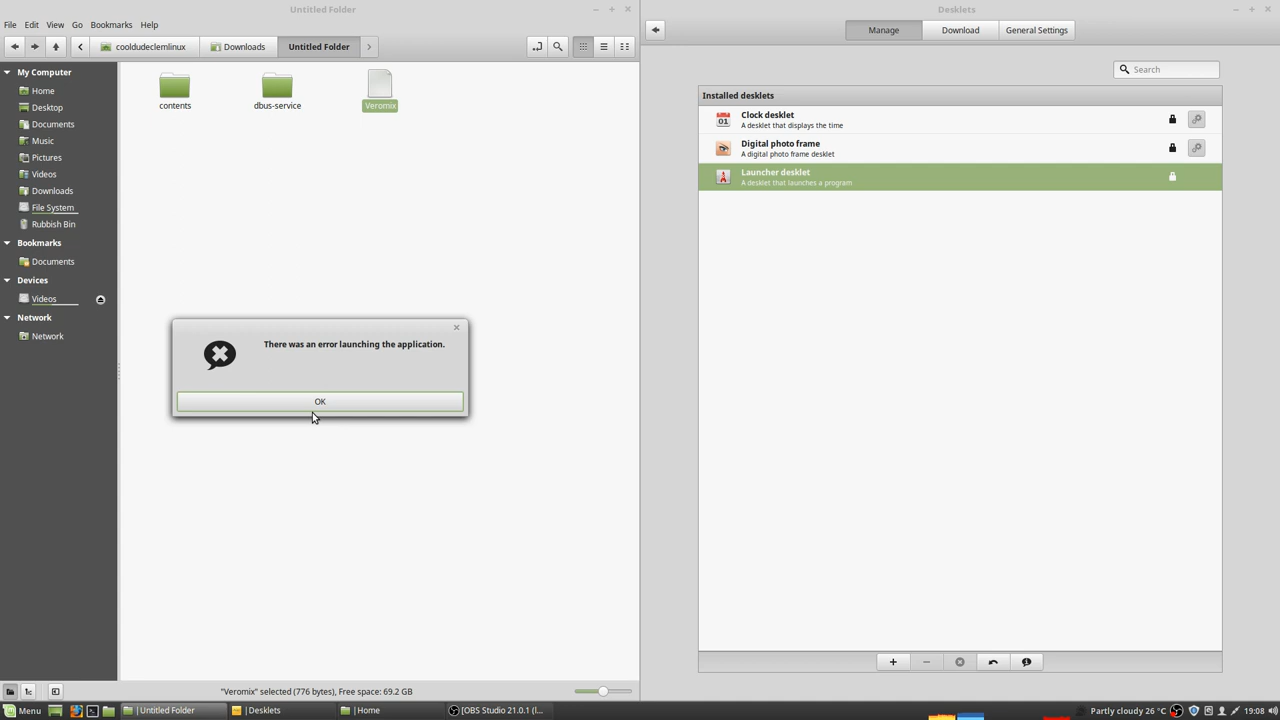 Untitled Folder
File Edit View Go Bookmarks Help
cooldudeclemlinux Downloads Untitled Folder
My Computer
Home
Desktop
Documents
Music
Pictures
Videos
Downloads
File System
Rubbish Bin
Bookmarks
Documents
Devices
Videos
Network
Network
contents dbus-service Veromix
There was an error launching the application.
OK
"Veromix" selected (776 bytes), Free space: 69.2 GB
Desklets
Manage Download General Settings
Search
Installed desklets
01
Clock desklet
A desklet that displays the time
Digital photo frame
A digital photo frame desklet
Launcher desklet
A desklet that launches a program
Menu |Untitled Folder |Desklets |Home [OBS Studio 21.0.1 (l... Partly cloudy 26 °C 19:08